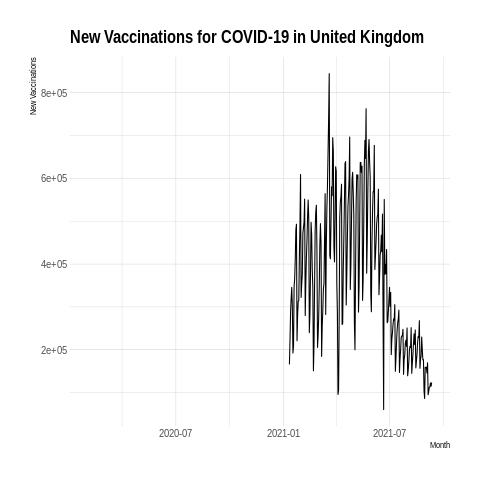 New Vaccinations for COVID-19 in United Kingdom
New Vaccinations
8e+05
6e+05
4e+05
2e+05
2020-07
2021-01
2021-07
Month